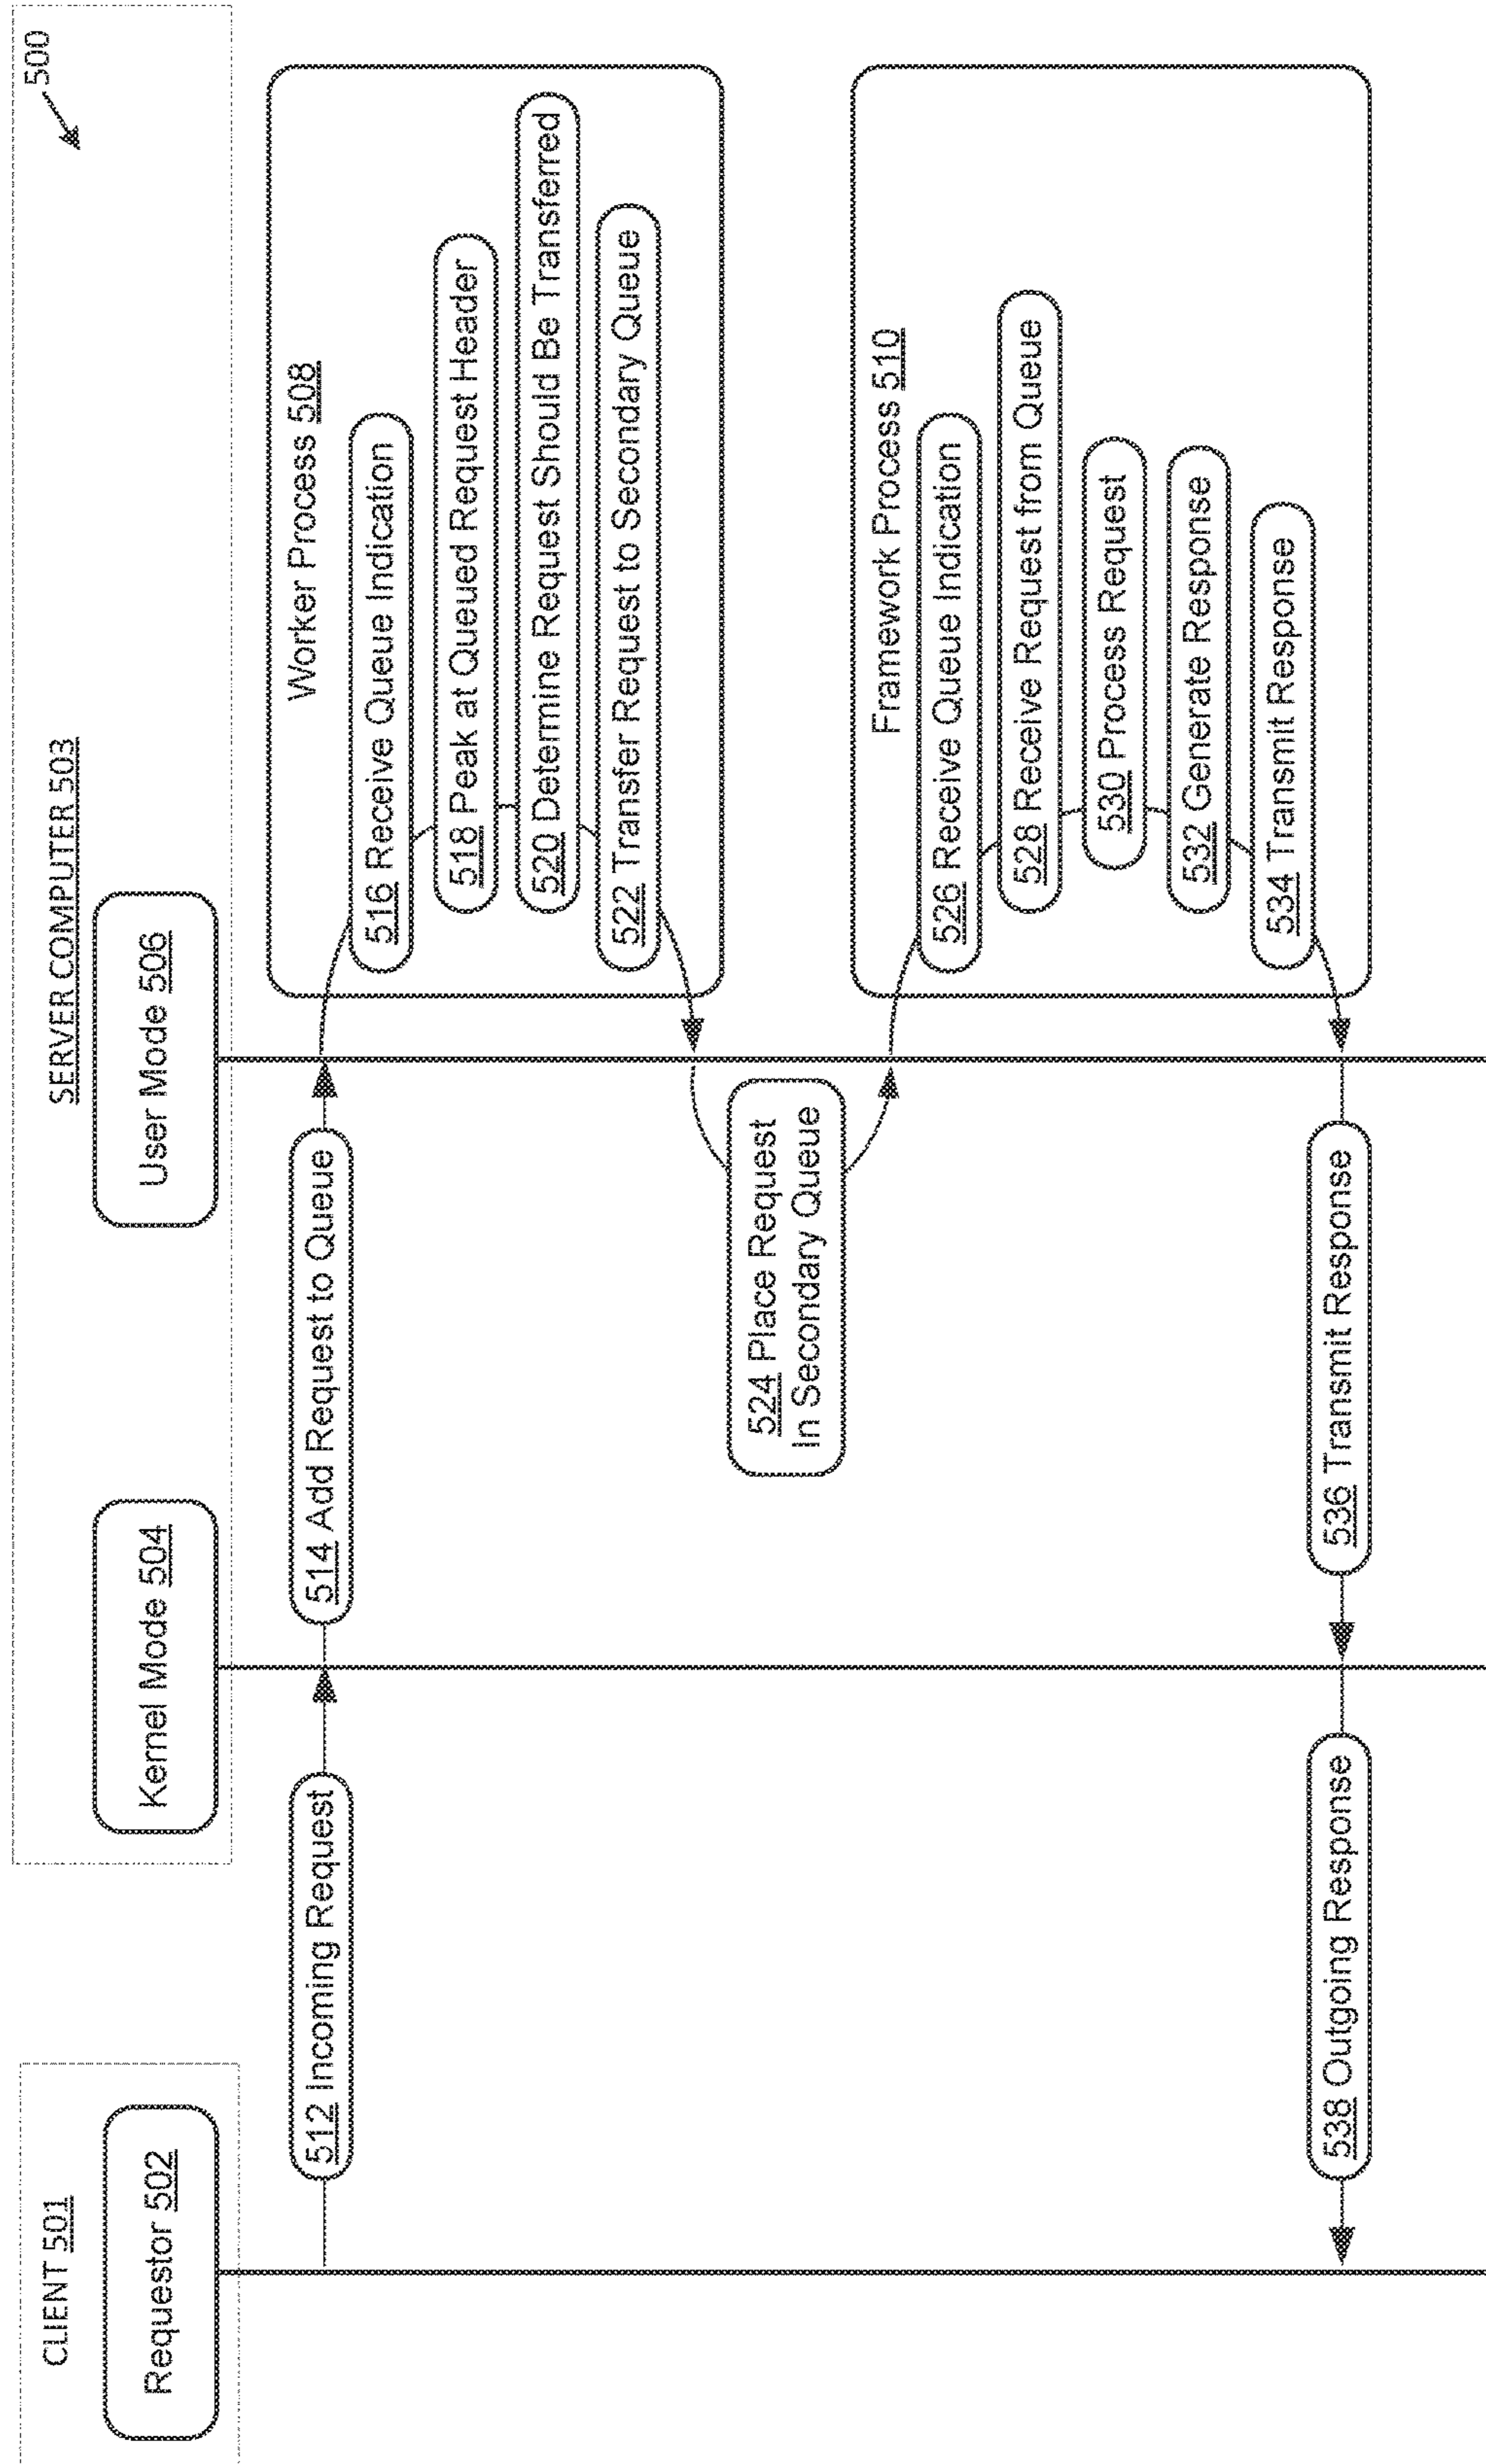 500
CLIENT 501
SERVER COMPUTER 503
Requestor 502
Kernel Mode 504
User Mode 506
512 Incoming Request
514 Add Request to Queue
Worker Process 508
516 Receive Queue Indication
518 Peak at Queued Request Header
520 Determine Request Should Be Transferred
522 Transfer Request to Secondary Queue
524 Place Request
In Secondary Queue
Framework Process 510
526 Receive Queue Indication
528 Receive Request from Queue
530 Process Request
532 Generate Response
534 Transmit Response
536 Transmit Response
538 Outgoing Response